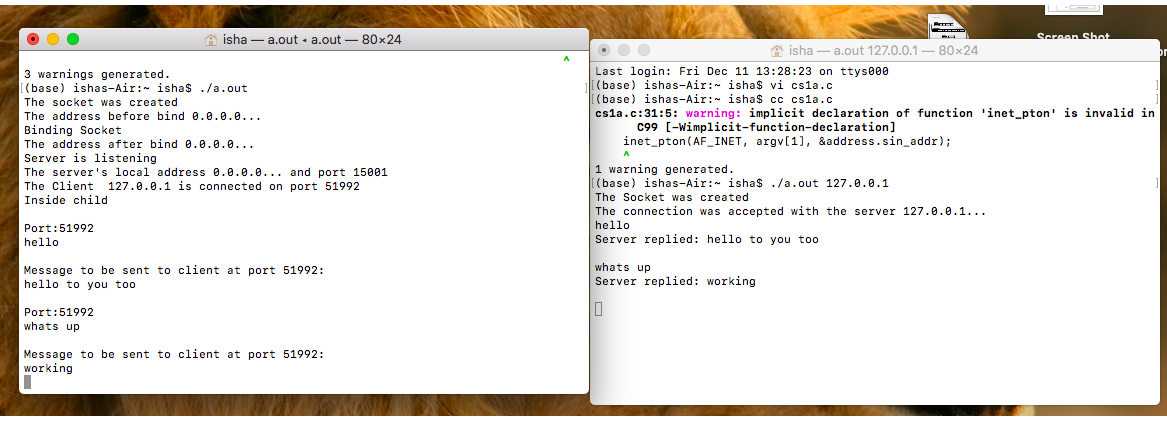 isha — a.out ◂ a.out — 80×24
^
3 warnings generated.
[(base) ishas-Air:~ isha$ ./a.out ]
The socket was created
The address before bind 0.0.0.0...
Binding Socket
The address after bind 0.0.0.0...
Server is listening
The server's local address 0.0.0.0... and port 15001
The Client  127.0.0.1 is connected on port 51992
Inside child
Port:51992
hello
Message to be sent to client at port 51992:
hello to you too
Port:51992
whats up
Message to be sent to client at port 51992:
working
Screen Shot
isha — a.out 127.0.0.1 — 80×24
Last login: Fri Dec 11 13:28:23 on ttys000
[(base) ishas-Air:~ isha$ vi cs1a.c ]
[(base) ishas-Air:~ isha$ cc cs1a.c ]
cs1a.c:31:5: warning: implicit declaration of function 'inet_pton' is invalid in
C99 [-Wimplicit-function-declaration]
inet_pton(AF_INET, argv[1], &address.sin_addr);
^
1 warning generated.
[(base) ishas-Air:~ isha$ ./a.out 127.0.0.1 ]
The Socket was created
The connection was accepted with the server 127.0.0.1...
hello
Server replied: hello to you too
whats up
Server replied: working